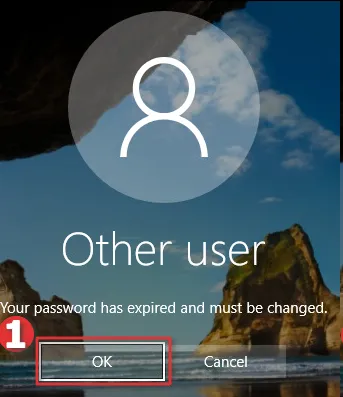 Other user
Your password has expired and must be changed.
1
OK
Cancel